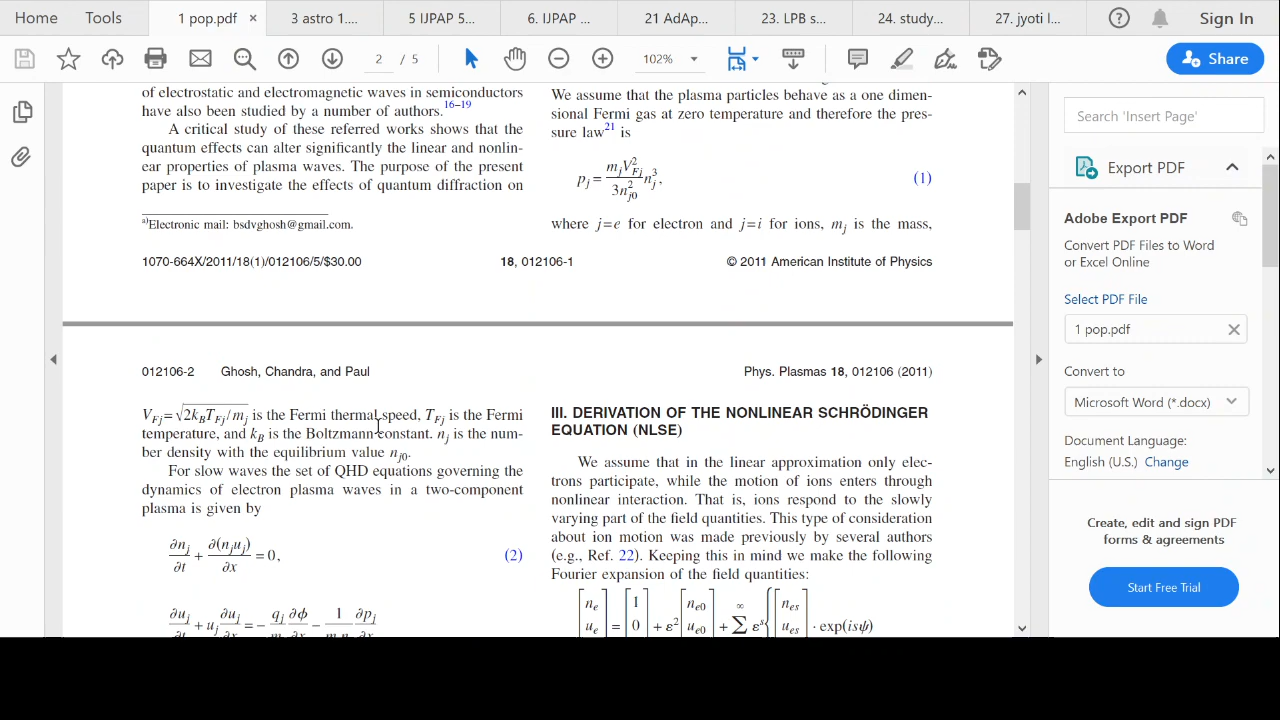 Home Tools 1 pop.pdf × 3 astro 1.... 5 IJPAP 5... 6. IJPAP ... 21 AdAp... 23. LPB s... 24. study... 27. jyoti l... Sign In
2 / 5 102% Share
of electrostatic and electromagnetic waves in semiconductors
have also been studied by a number of authors.16–19
A critical study of these referred works shows that the
quantum effects can alter significantly the linear and nonlin-
ear properties of plasma waves. The purpose of the present
paper is to investigate the effects of quantum diffraction on
a)Electronic mail: bsdvghosh@gmail.com.
We assume that the plasma particles behave as a one dimen-
sional Fermi gas at zero temperature and therefore the pres-
sure law21 is
p_j = (m_j V_Fj^2 / 3n_j0^2) n_j^3, (1)
where j=e for electron and j=i for ions, m_j is the mass,
1070-664X/2011/18(1)/012106/5/$30.00 18, 012106-1 © 2011 American Institute of Physics
012106-2 Ghosh, Chandra, and Paul Phys. Plasmas 18, 012106 (2011)
V_Fj=√(2k_B T_Fj/m_j) is the Fermi thermal speed, T_Fj is the Fermi
temperature, and k_B is the Boltzmann constant. n_j is the num-
ber density with the equilibrium value n_j0.
For slow waves the set of QHD equations governing the
dynamics of electron plasma waves in a two-component
plasma is given by
∂n_j/∂t + ∂(n_j u_j)/∂x = 0, (2)
∂u_j + u_j ∂u_j = − q_j ∂ϕ − 1 ∂p_j
III. DERIVATION OF THE NONLINEAR SCHRÖDINGER
EQUATION (NLSE)
We assume that in the linear approximation only elec-
trons participate, while the motion of ions enters through
nonlinear interaction. That is, ions respond to the slowly
varying part of the field quantities. This type of consideration
about ion motion was made previously by several authors
(e.g., Ref. 22). Keeping this in mind we make the following
Fourier expansion of the field quantities:
[n_e u_e] = [1 0] + ε^2 [n_e0 u_e0] + ∑^∞ ε^s { [n_es u_es] · exp(isψ)
Search 'Insert Page'
Export PDF
Adobe Export PDF
Convert PDF Files to Word
or Excel Online
Select PDF File
1 pop.pdf
Convert to
Microsoft Word (*.docx)
Document Language:
English (U.S.) Change
Create, edit and sign PDF
forms & agreements
Start Free Trial